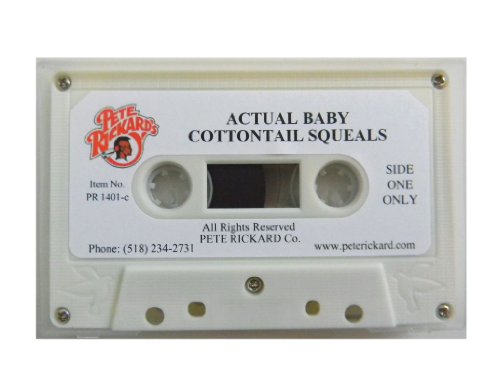 PETE
RICKARD'S
ACTUAL BABY
COTTONTAIL SQUEALS
Item No.
PR 1401-c
SIDE
ONE
ONLY
All Rights Reserved
PETE RICKARD Co.
Phone: (518) 234-2731
www.peterickard.com